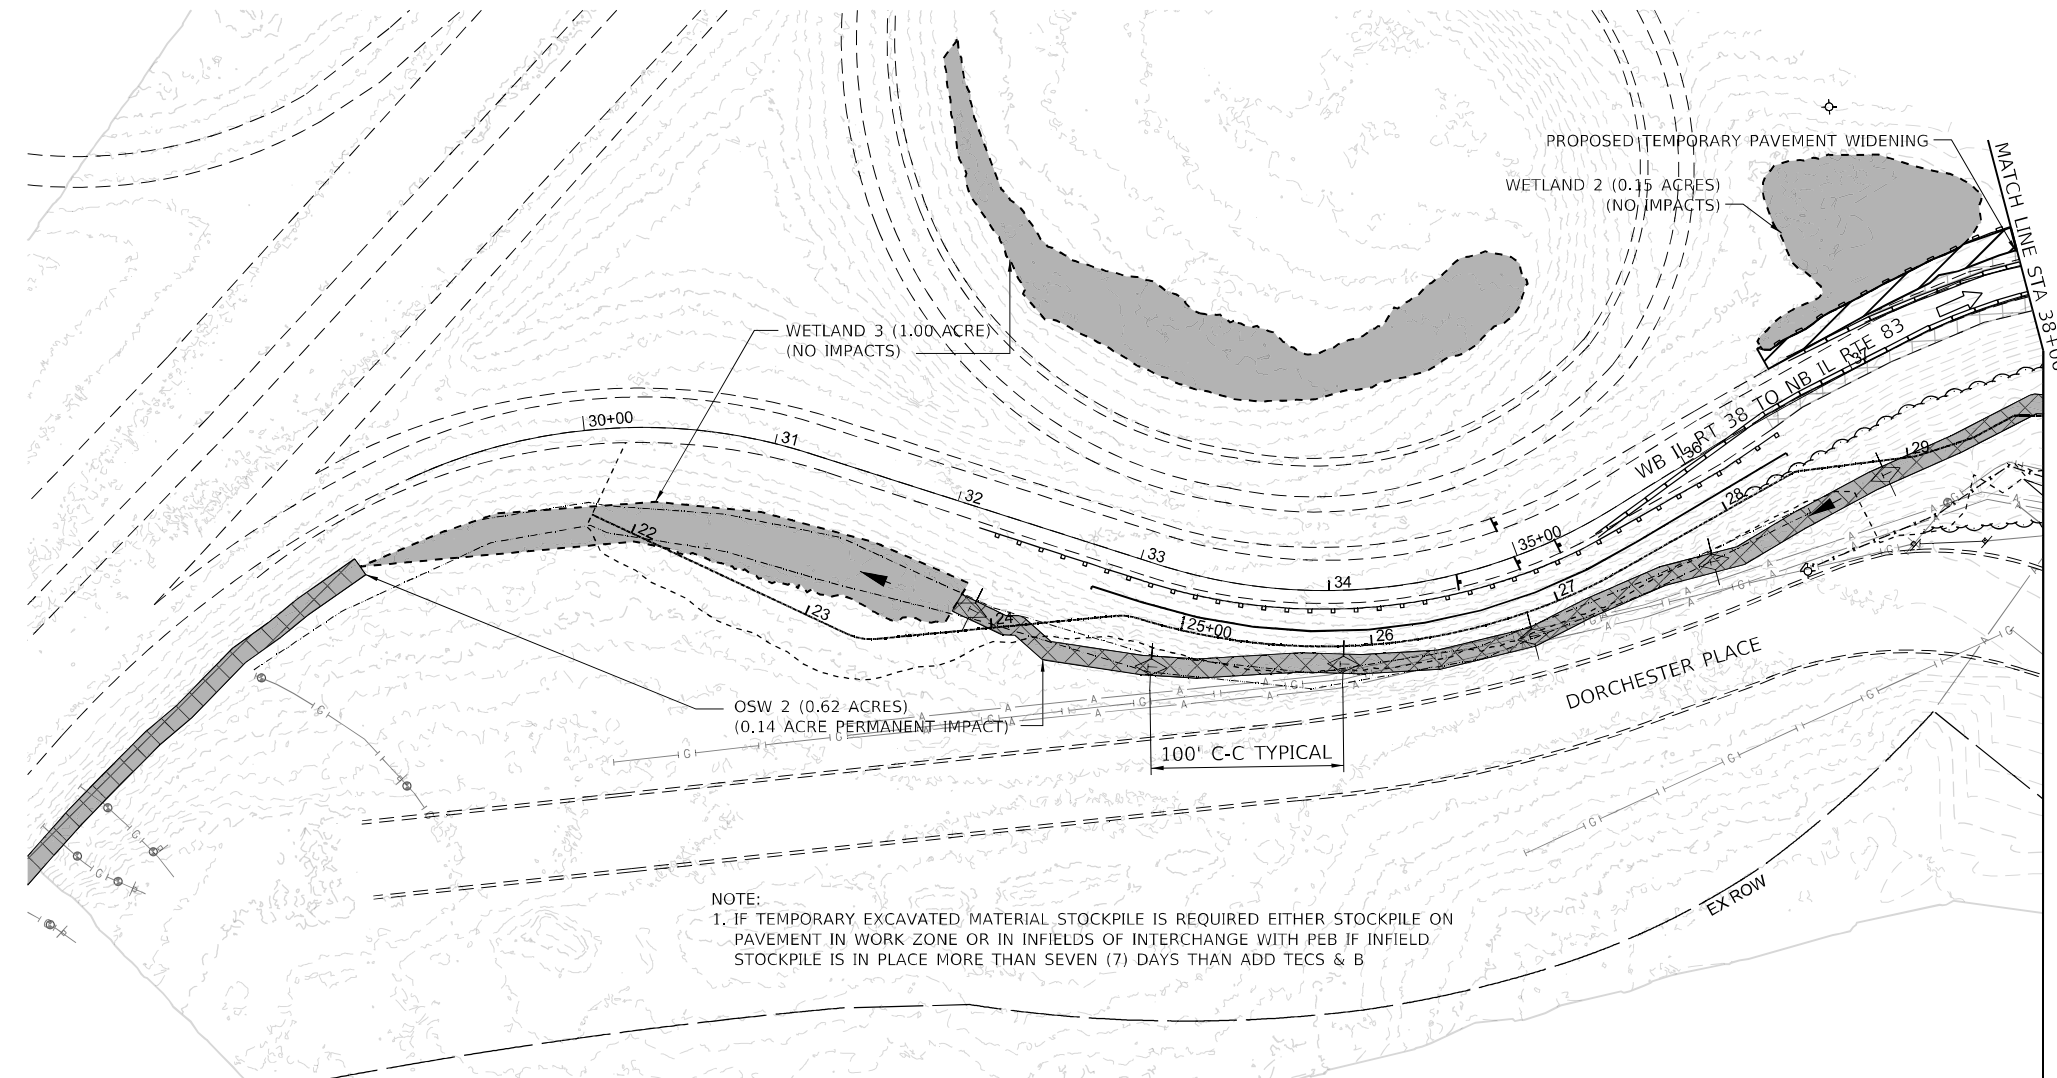 PROPOSED TEMPORARY PAVEMENT WIDENING
WETLAND 2 (0.15 ACRES)
(NO IMPACTS)
MATCH LINE STA 38+00
WETLAND 3 (1.00 ACRE)
(NO IMPACTS)
WB IL RT 38 TO NB IL RTE 83
30+00
31
32
33
34
35+00
36
37
22
23
24
25+00
26
27
28
29
OSW 2 (0.62 ACRES)
(0.14 ACRE PERMANENT IMPACT)
100' C-C TYPICAL
DORCHESTER PLACE
EX ROW
NOTE:
1. IF TEMPORARY EXCAVATED MATERIAL STOCKPILE IS REQUIRED EITHER STOCKPILE ON
PAVEMENT IN WORK ZONE OR IN INFIELDS OF INTERCHANGE WITH PEB IF INFIELD
STOCKPILE IS IN PLACE MORE THAN SEVEN (7) DAYS THAN ADD TECS & B